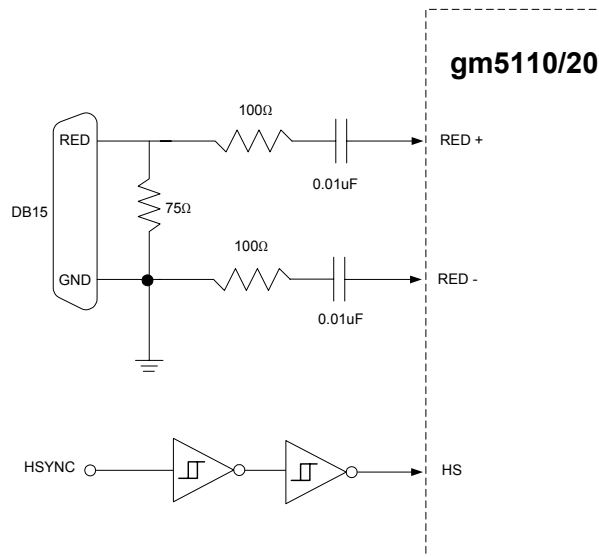 gm5110/20
100Ω
RED
RED +
0.01uF
DB15
75Ω
100Ω
GND
RED -
0.01uF
HSYNC
HS